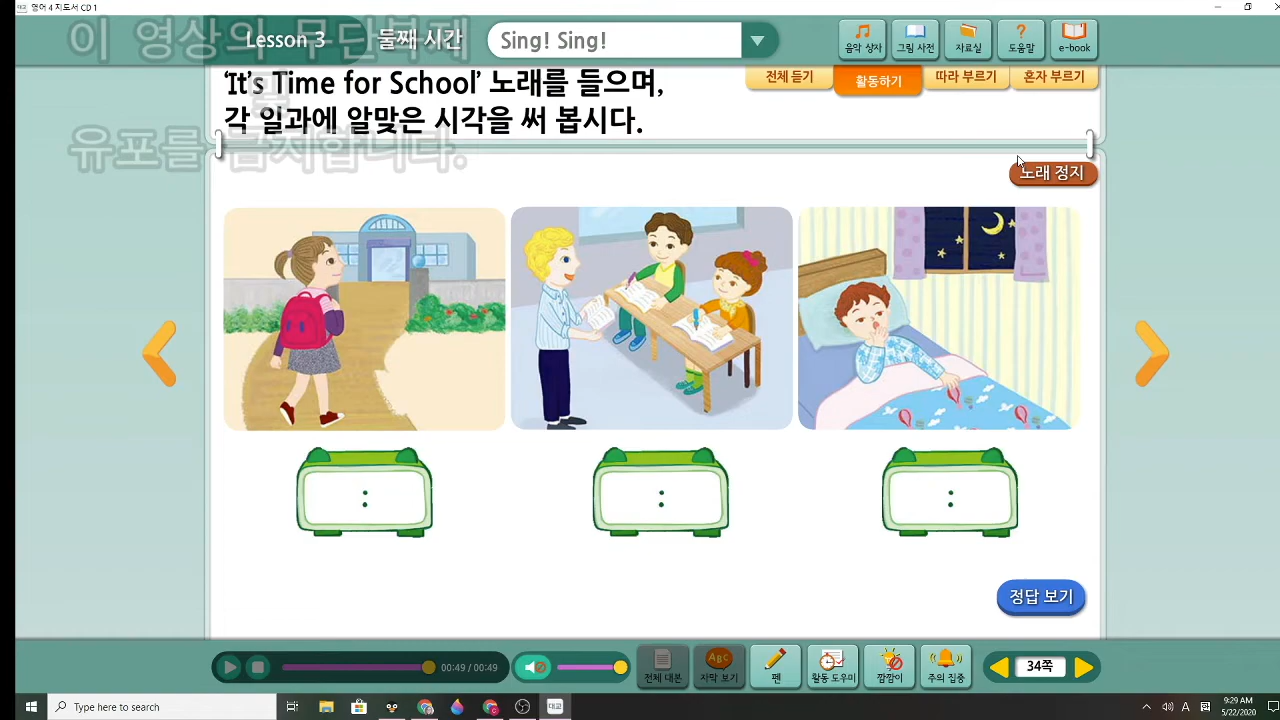 대교 영어 4 지도서 CD 1
이 영상의 무단복제
및
유포를 금지합니다.
Lesson 3 둘째 시간 Sing! Sing!
음악 상자 그림 사전 자료실 도움말 e-book
'It's Time for School' 노래를 들으며,
각 일과에 알맞은 시각을 써 봅시다.
전체 듣기 활동하기 따라 부르기 혼자 부르기
노래 정지
:
:
:
정답 보기
00:49 / 00:49
전체 대본 ABC 자막 보기 펜 활동 도우미 깜깜이 주의 집중
34쪽
Type here to search
대교
A
9:29 AM
5/22/2020